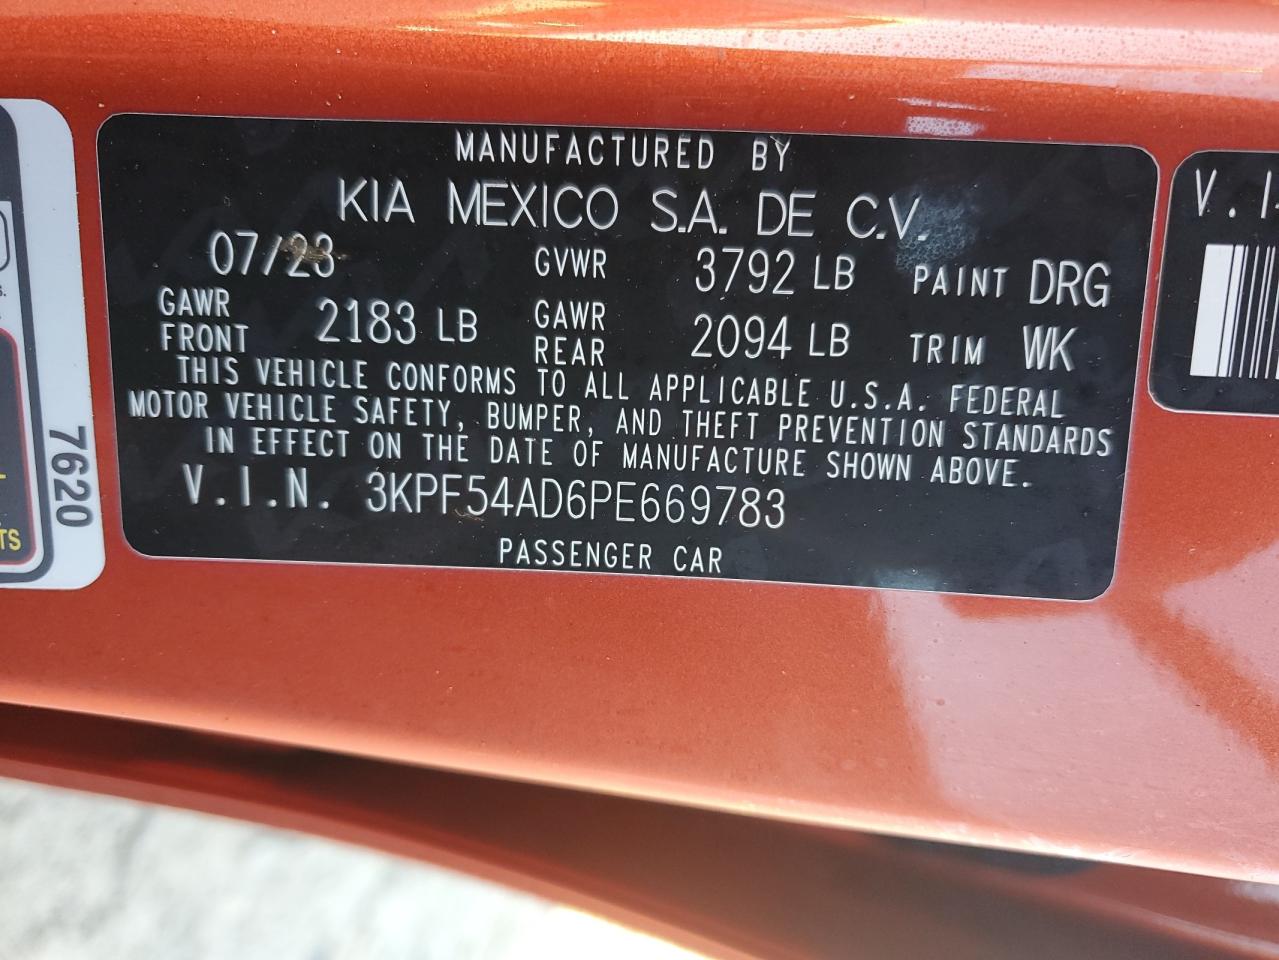 MANUFACTURED BY
KIA MEXICO S.A. DE C.V.
07/23 GVWR 3792 LB PAINT DRG
GAWR FRONT 2183 LB GAWR REAR 2094 LB TRIM WK
THIS VEHICLE CONFORMS TO ALL APPLICABLE U.S.A. FEDERAL
MOTOR VEHICLE SAFETY, BUMPER, AND THEFT PREVENTION STANDARDS
IN EFFECT ON THE DATE OF MANUFACTURE SHOWN ABOVE.
V.I.N. 3KPF54AD6PE669783
PASSENGER CAR
7620
TS
V.I